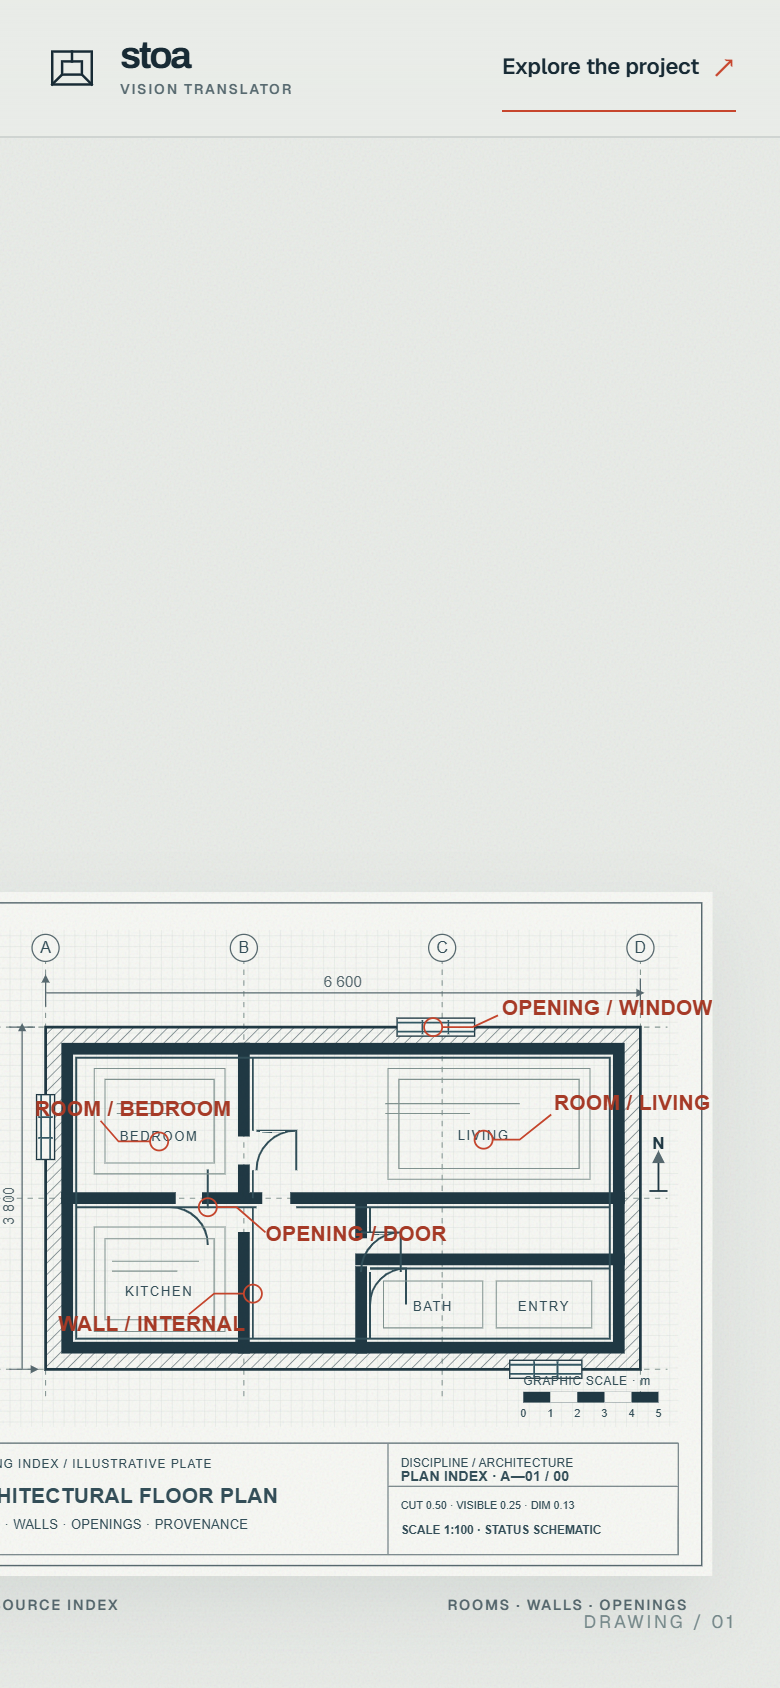 stoa
VISION TRANSLATOR
Explore the project ↗
A
B
C
D
6 600
OPENING / WINDOW
ROOM / BEDROOM
ROOM / LIVING
BEDROOM
LIVING
N
3 800
OPENING / DOOR
KITCHEN
BATH
ENTRY
WALL / INTERNAL
GRAPHIC SCALE · m
0 1 2 3 4 5
NG INDEX / ILLUSTRATIVE PLATE
HITECTURAL FLOOR PLAN
· WALLS · OPENINGS · PROVENANCE
DISCIPLINE / ARCHITECTURE
PLAN INDEX · A—01 / 00
CUT 0.50 · VISIBLE 0.25 · DIM 0.13
SCALE 1:100 · STATUS SCHEMATIC
OURCE INDEX
ROOMS · WALLS · OPENINGS
DRAWING / 01